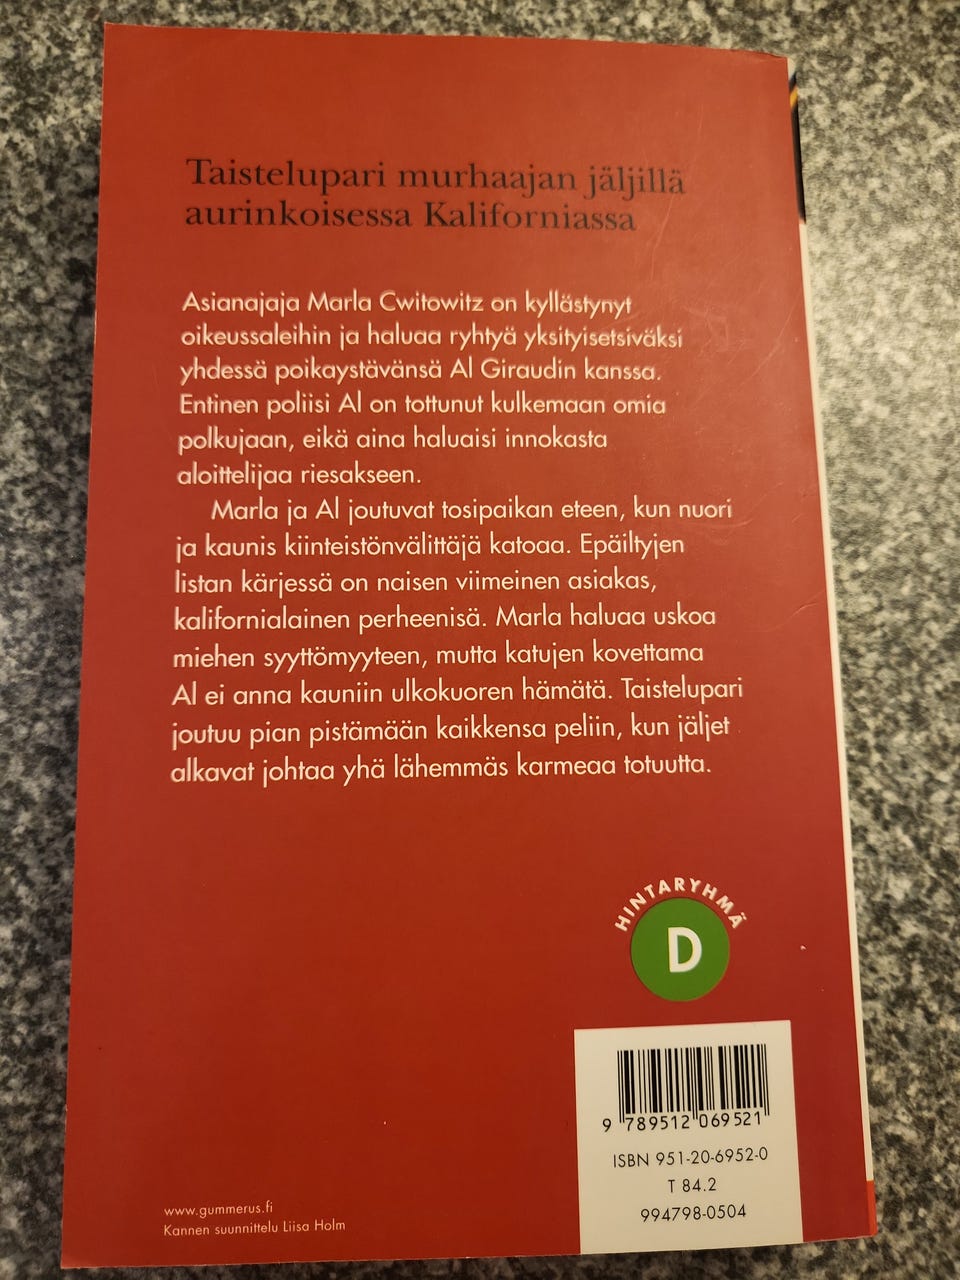 Taistelupari murhaajan jäljillä
aurinkoisessa Kaliforniassa
Asianajaja Marla Cwitowitz on kyllästynyt
oikeussaleihin ja haluaa ryhtyä yksityisetsiväksi
yhdessä poikaystävänsä Al Giraudin kanssa.
Entinen poliisi Al on tottunut kulkemaan omia
polkujaan, eikä aina haluaisi innokasta
aloittelijaa riesakseen.
Marla ja Al joutuvat tosipaikan eteen, kun nuori
ja kaunis kiinteistönvälittäjä katoaa. Epäiltyjen
listan kärjessä on naisen viimeinen asiakas,
kalifornialainen perheenisä. Marla haluaa uskoa
miehen syyttömyyteen, mutta katujen kovettama
Al ei anna kauniin ulkokuoren hämätä. Taistelupari
joutuu pian pistämään kaikkensa peliin, kun jäljet
alkavat johtaa yhä lähemmäs karmeaa totuutta.
HINTARYHMÄ
D
9 789512 069521
ISBN 951-20-6952-0
T 84.2
994798-0504
www.gummerus.fi
Kannen suunnittelu Liisa Holm